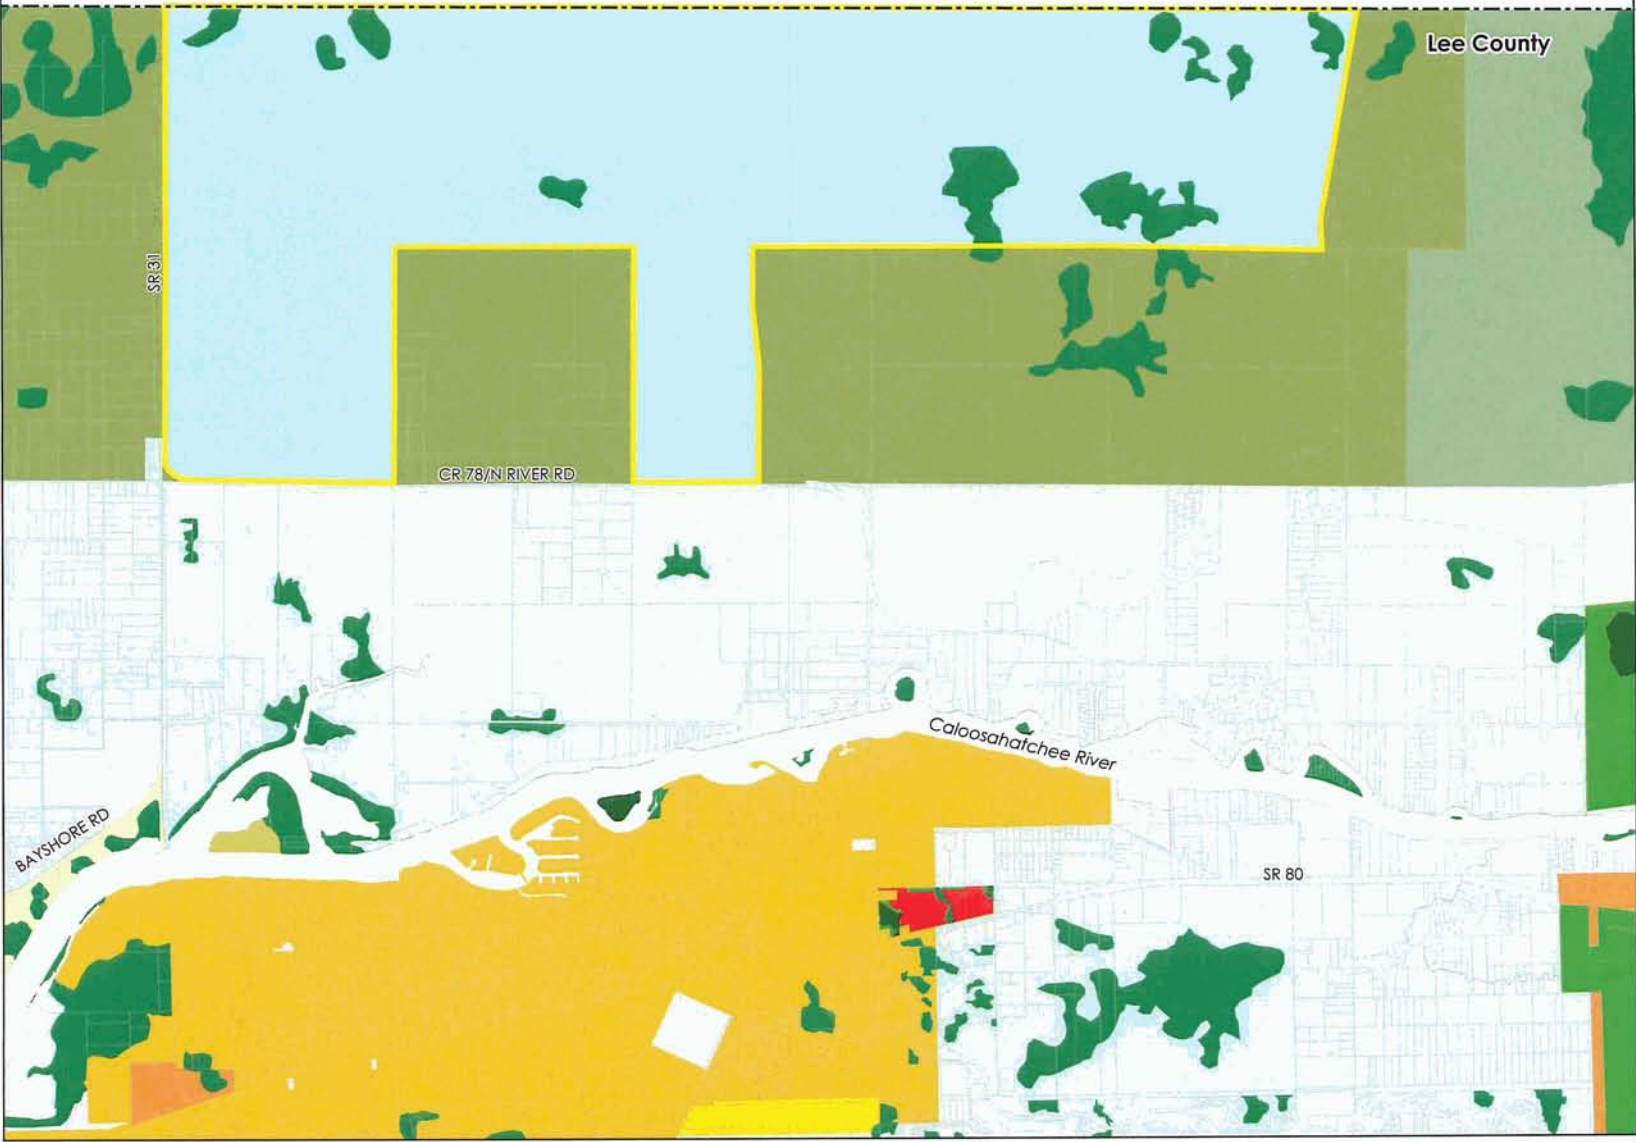 Lee County
SR 31
CR 78/N RIVER RD
Caloosahatchee River
BAYSHORE RD
SR 80